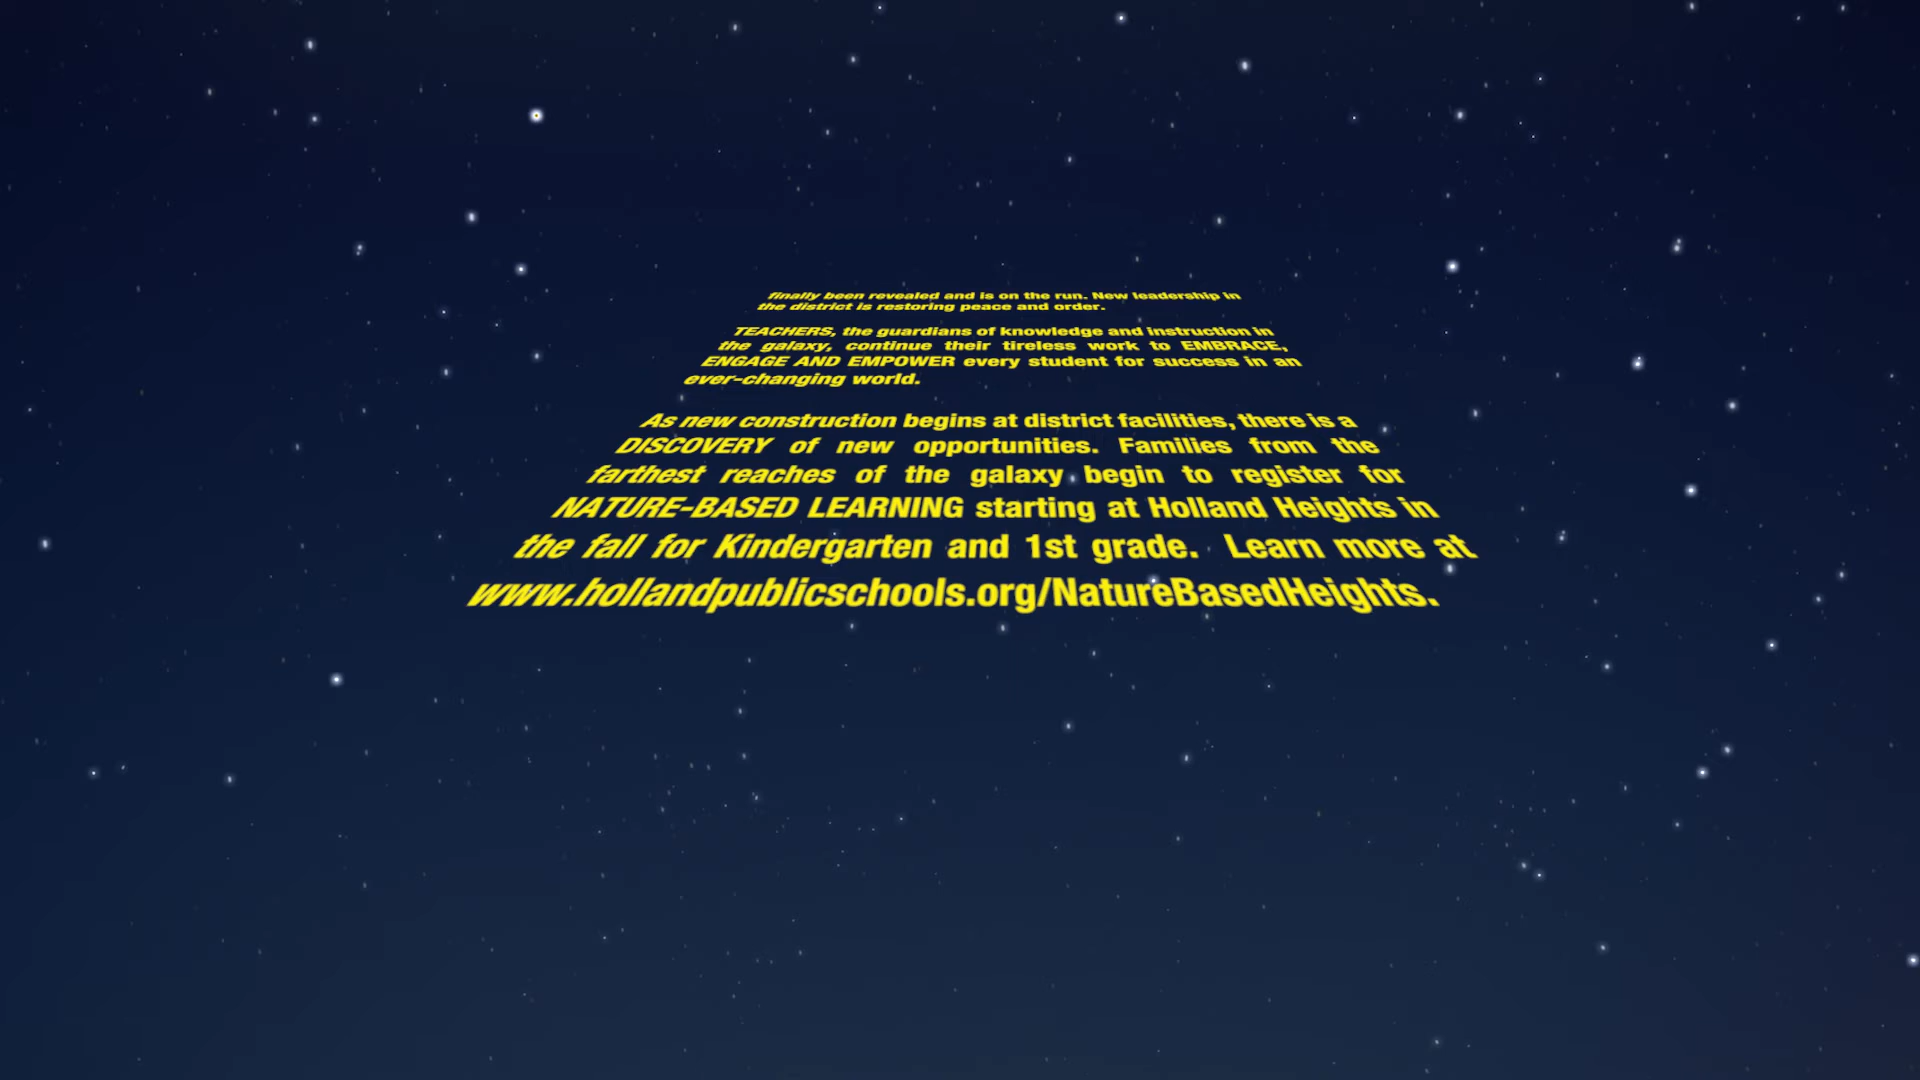 finally been revealed and is on the run. New leadership in
the district is restoring peace and order.
TEACHERS, the guardians of knowledge and instruction in
the galaxy, continue their tireless work to EMBRACE,
ENGAGE AND EMPOWER every student for success in an
ever-changing world.
As new construction begins at district facilities, there is a
DISCOVERY of new opportunities. Families from the
farthest reaches of the galaxy begin to register for
NATURE-BASED LEARNING starting at Holland Heights in
the fall for Kindergarten and 1st grade. Learn more at
www.hollandpublicschools.org/NatureBasedHeights.